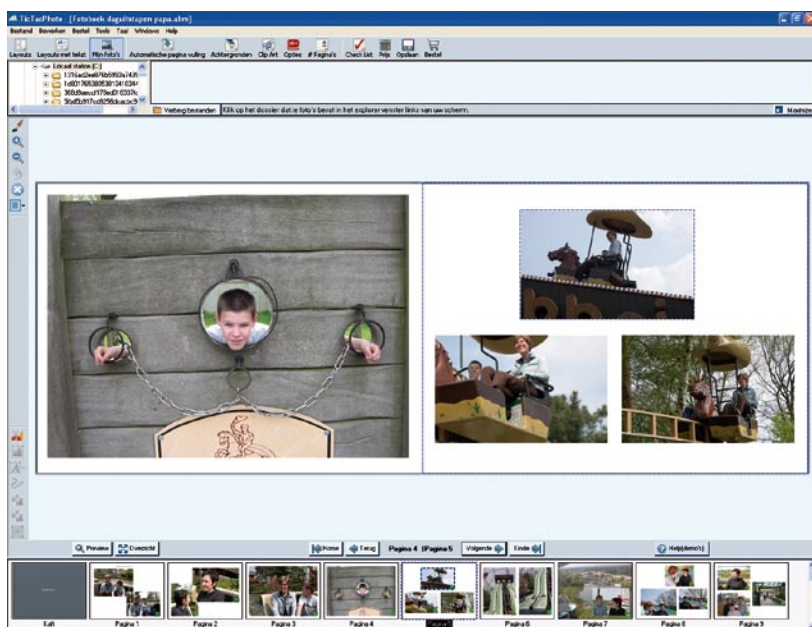 TicTacPhoto - [Fotoboek daguitstapen papa.abm]
Bestand Bewerken Bestel Tools Taal Windows Help
Layouts Layouts met tekst Mijn Foto's Automatische pagina vulling Achtergronden Clip Art Opties # Pagina's Check List Prijs Opslaan Bestel
Lokaal station (C:)
Verberg bestanden Klik op het dossier dat je foto's bevat in het explorer venster links van uw scherm. Maximize
Preview Overzicht Home Terug Pagina 4 || Pagina 5 Volgende Einde Help(demo's)
Kaft Pagina 1 Pagina 2 Pagina 3 Pagina 4 Pagina 5 Pagina 6 Pagina 7 Pagina 8 Pagina 9